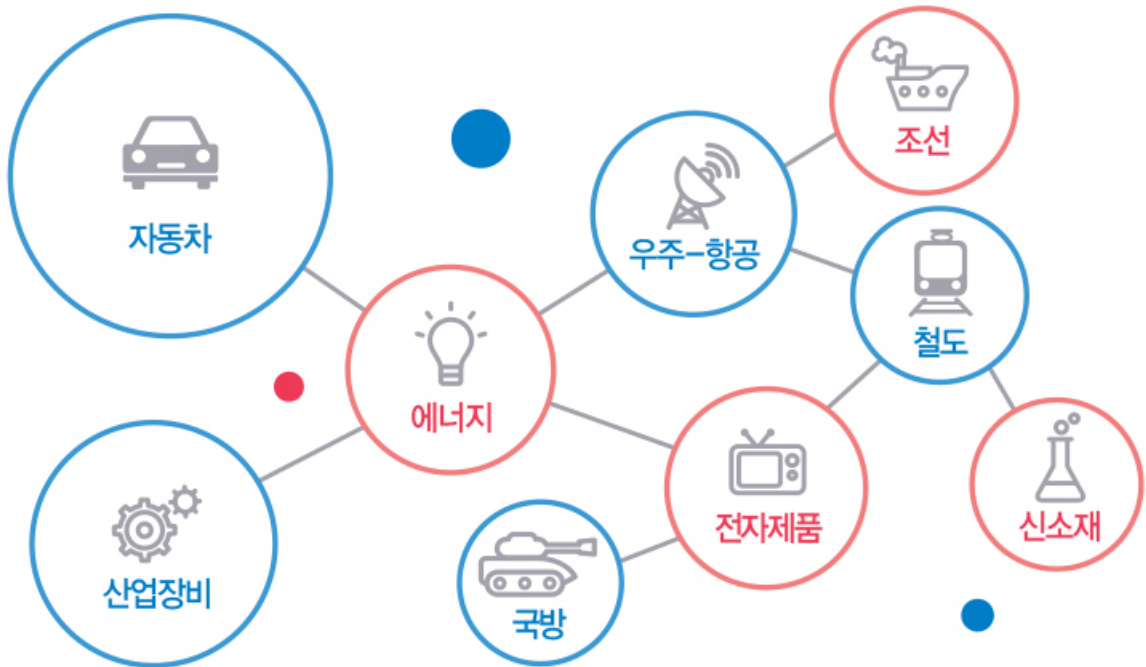 조선
자동차
우주-항공
철도
에너지
전자제품
신소재
산업장비
국방